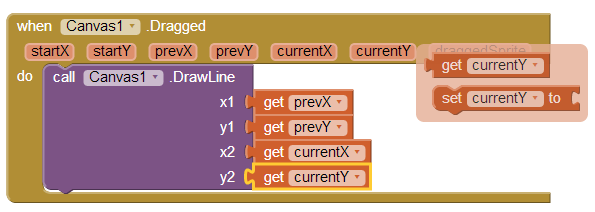 when Canvas1 .Dragged
startX startY prevX prevY currentX currentY draggedSprite
get currentY
do call Canvas1 .DrawLine
set currentY to
x1 get prevX
y1 get prevY
x2 get currentX
y2 get currentY